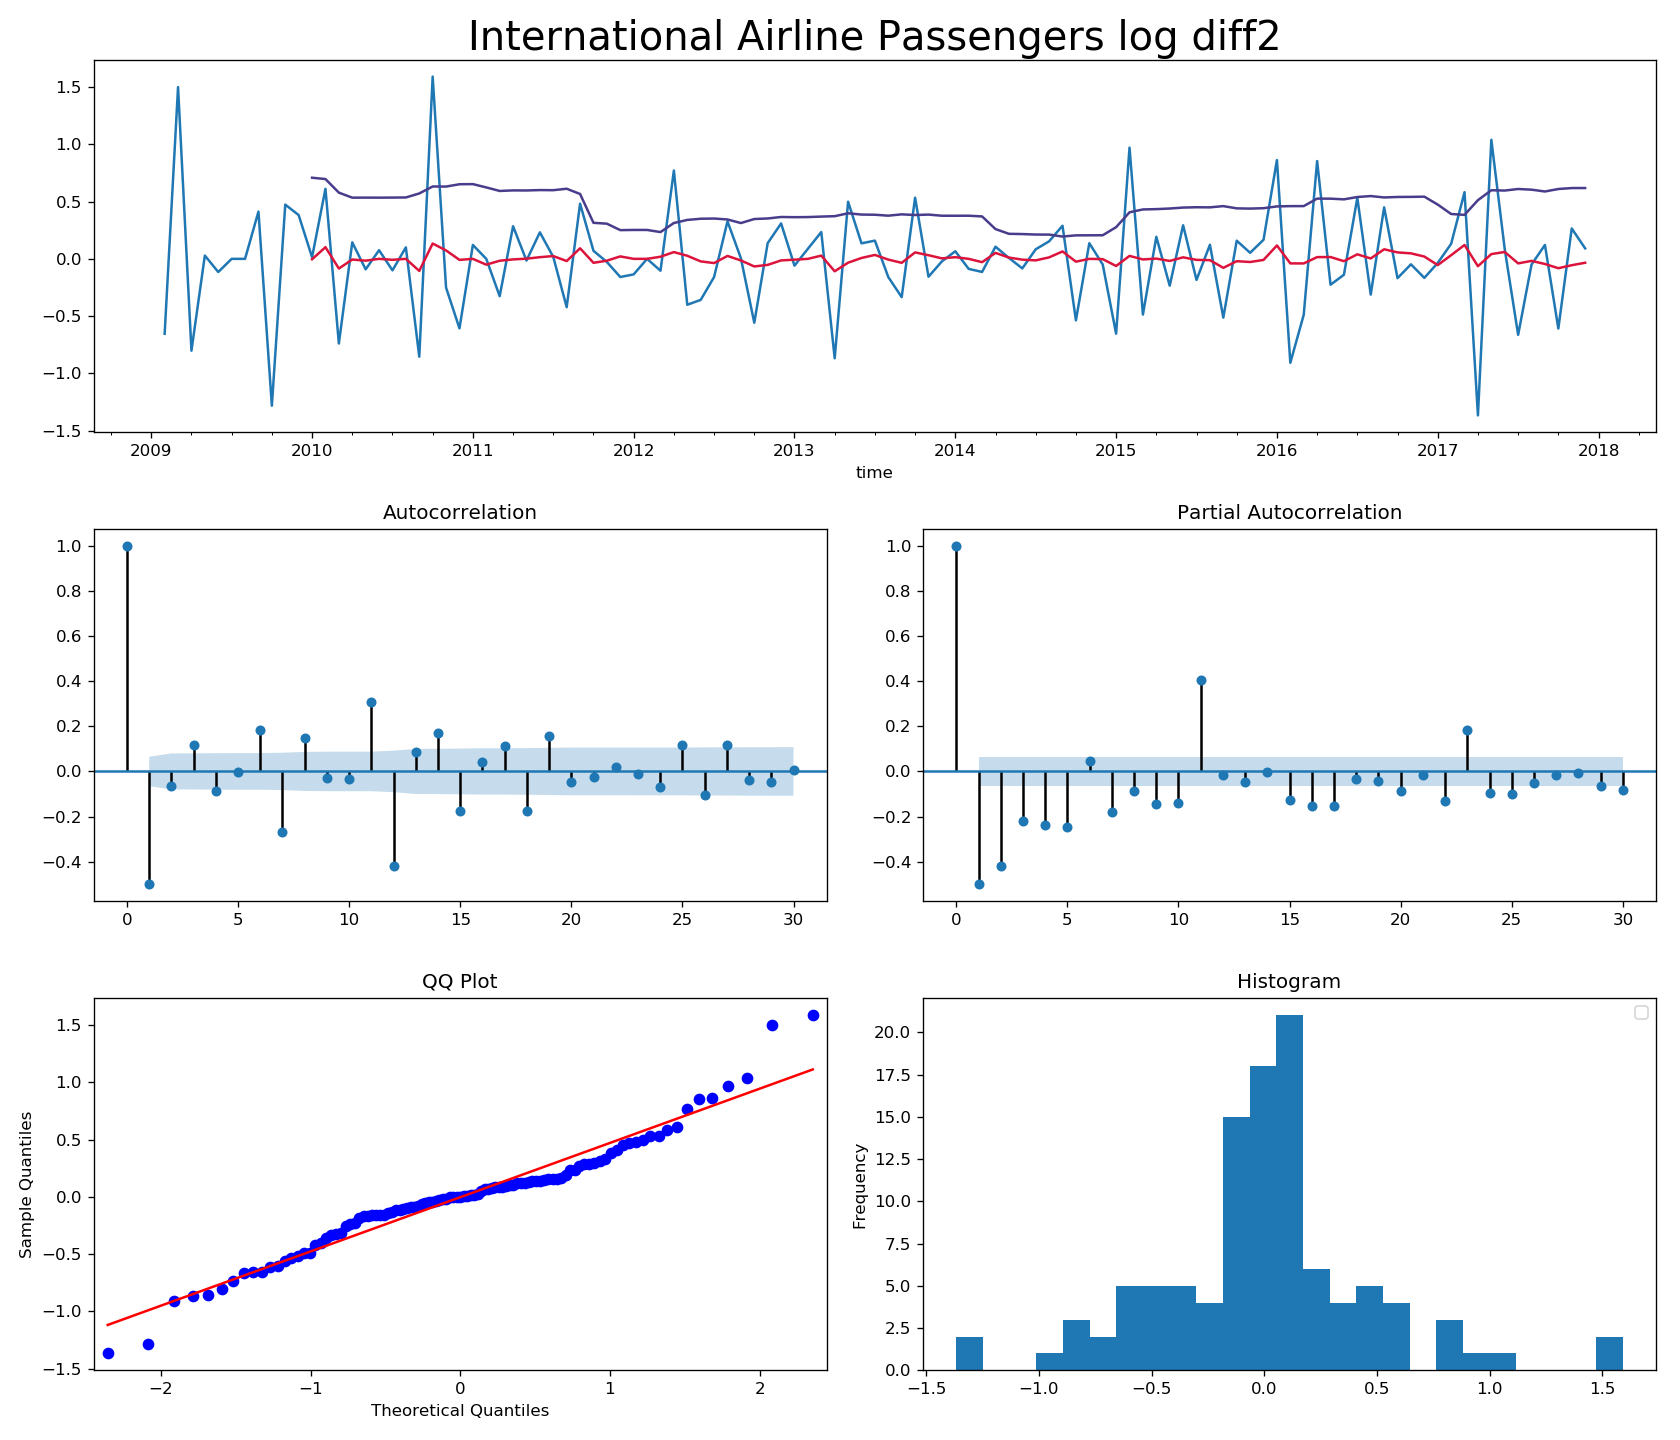 International Airline Passengers log diff2
1.5
1.0
0.5
0.0
−0.5
−1.0
−1.5
2009 2010 2011 2012 2013 2014 2015 2016 2017 2018
time
Autocorrelation
1.0
0.8
0.6
0.4
0.2
0.0
−0.2
−0.4
0 5 10 15 20 25 30
Partial Autocorrelation
1.0
0.8
0.6
0.4
0.2
0.0
−0.2
−0.4
0 5 10 15 20 25 30
QQ Plot
Sample Quantiles
1.5
1.0
0.5
0.0
−0.5
−1.0
−1.5
−2 −1 0 1 2
Theoretical Quantiles
Histogram
Frequency
20.0
17.5
15.0
12.5
10.0
7.5
5.0
2.5
0.0
−1.5 −1.0 −0.5 0.0 0.5 1.0 1.5